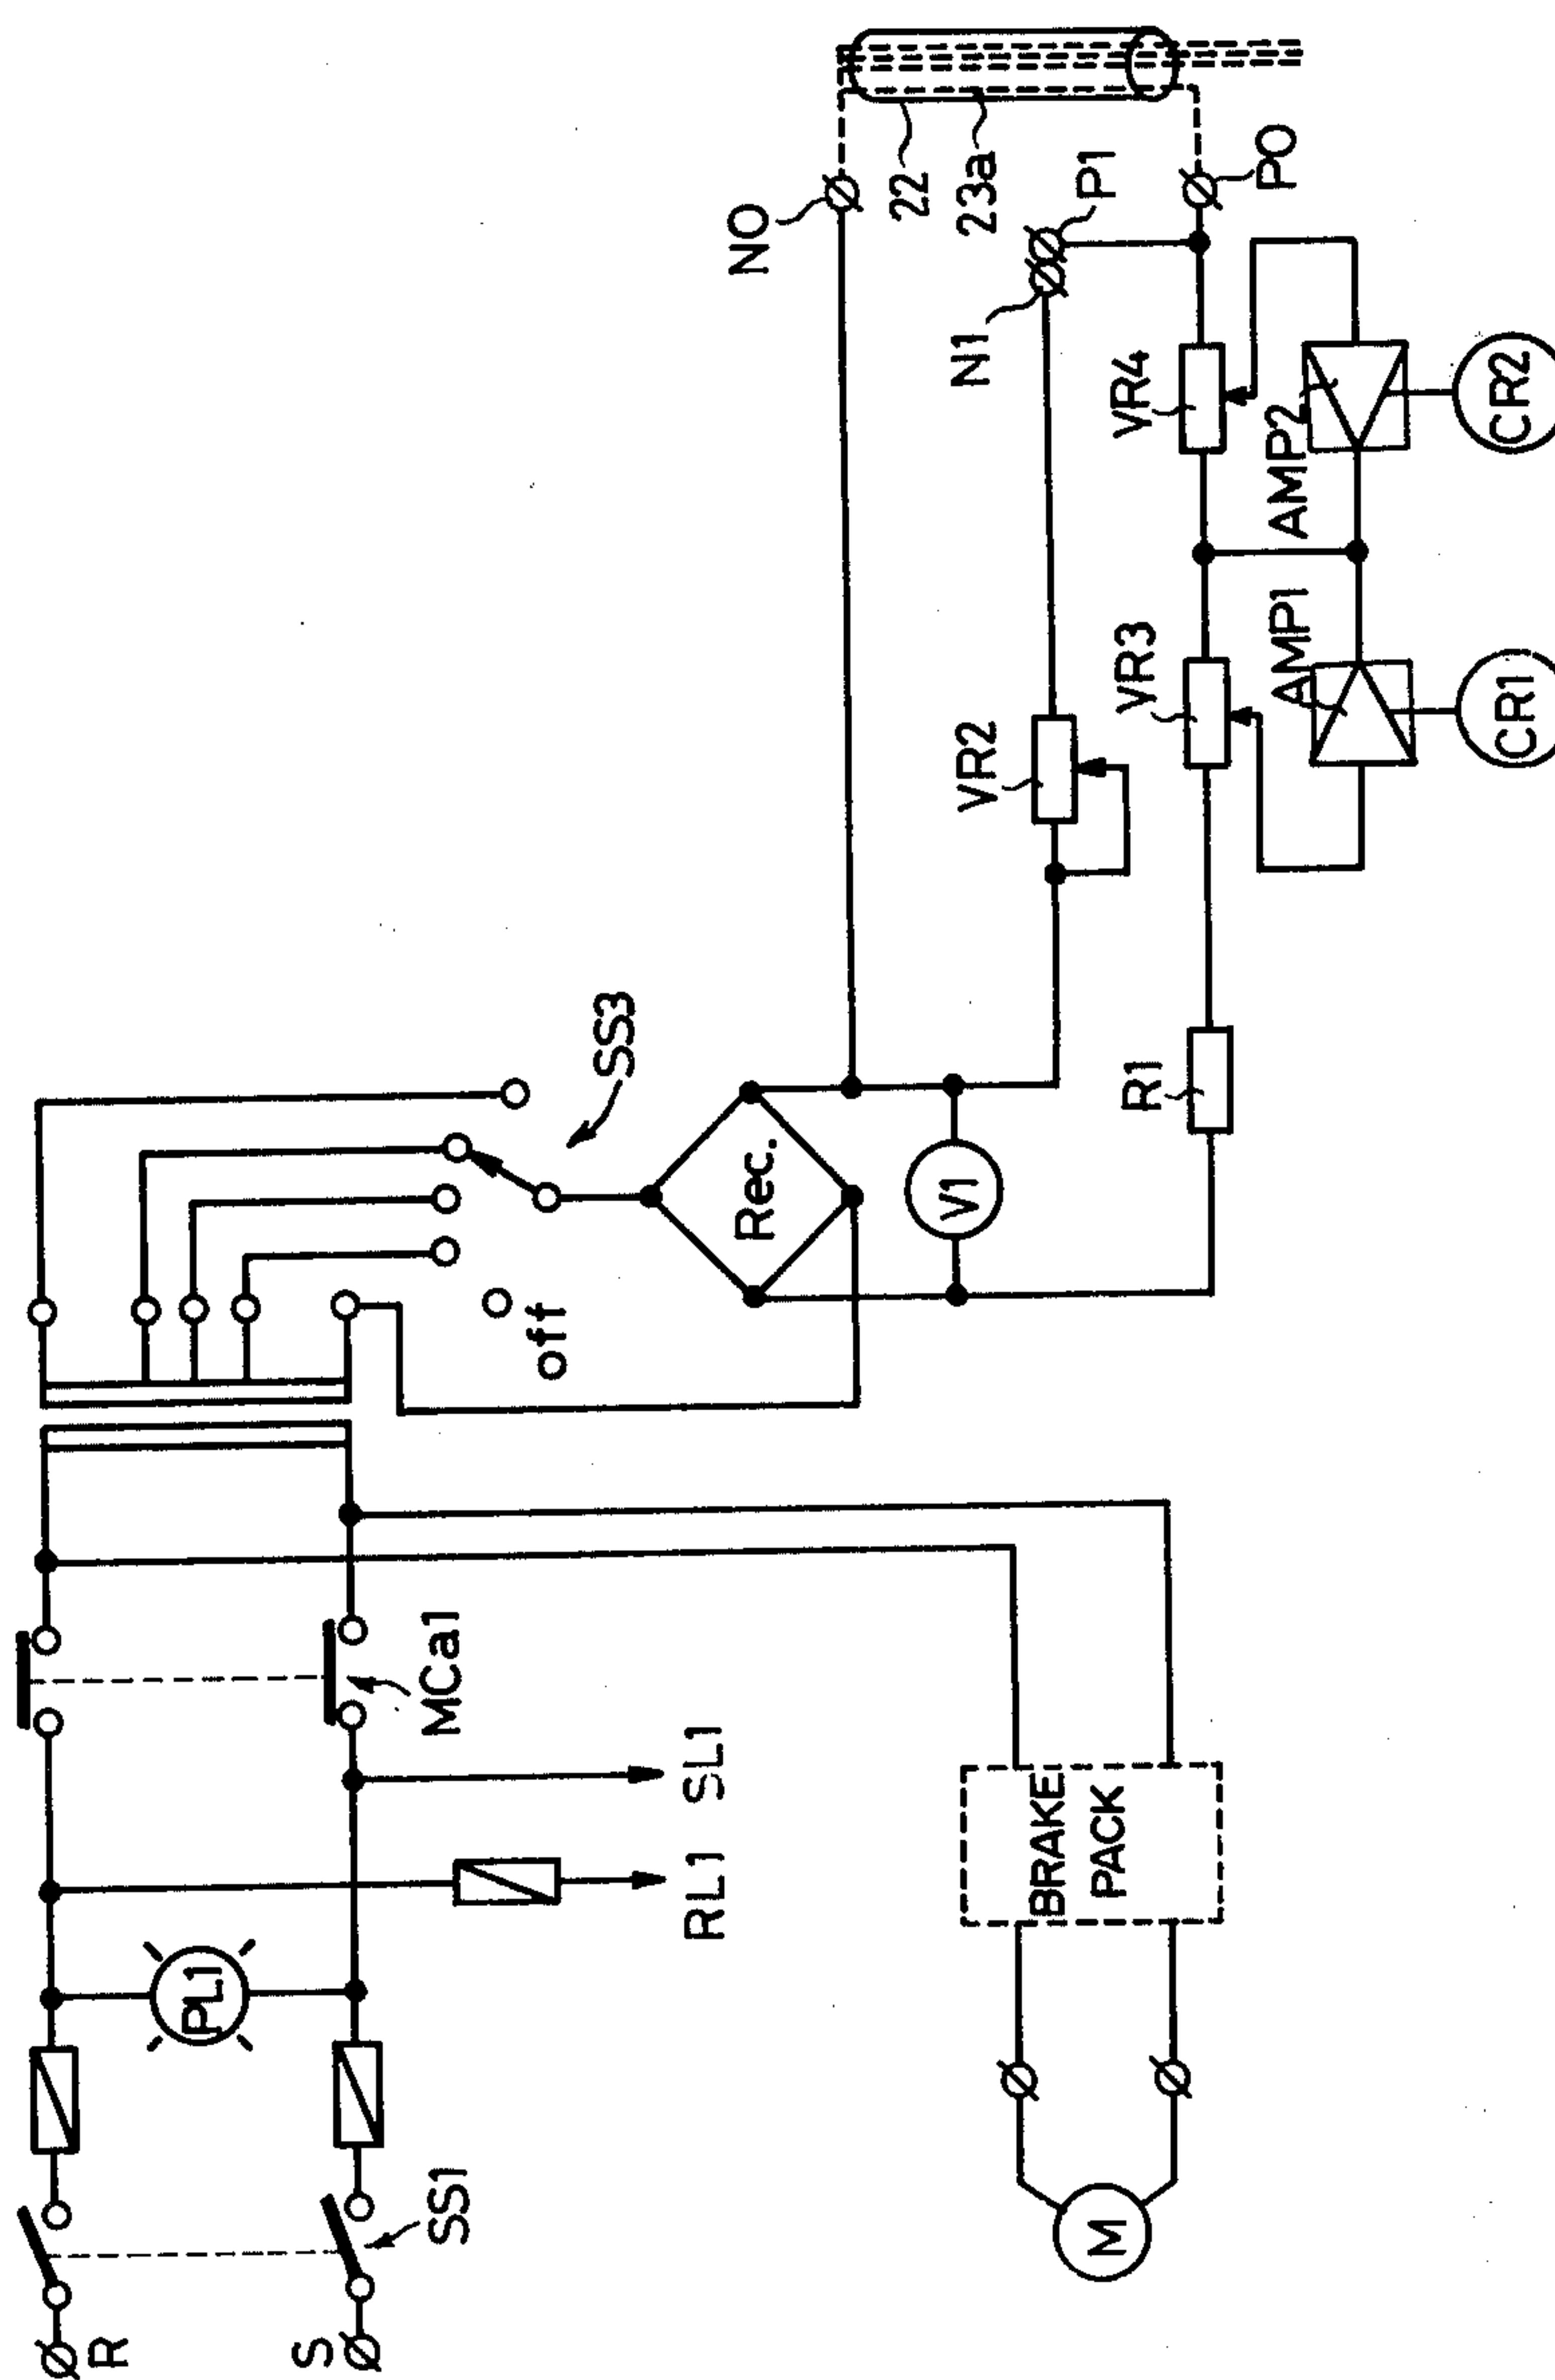 R
S
SS1
PL1
RL1
SL1
MCa1
M
BRAKE
PACK
off
SS3
Rec.
V1
R1
VR2
VR3
VR4
AMP1
AMP2
CR1
CR2
NO
N1
P1
PO
22
23a